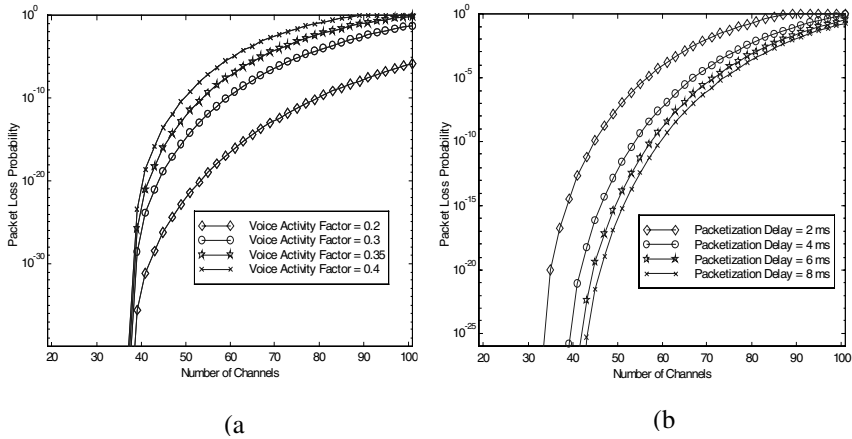 10^0
10^-10
10^-20
10^-30
Packet Loss Probability
Voice Activity Factor = 0.2
Voice Activity Factor = 0.3
Voice Activity Factor = 0.35
Voice Activity Factor = 0.4
20 30 40 50 60 70 80 90 100
Number of Channels
(a
10^0
10^-5
10^-10
10^-15
10^-20
10^-25
Packet Loss Probability
Packetization Delay = 2 ms
Packetization Delay = 4 ms
Packetization Delay = 6 ms
Packetization Delay = 8 ms
20 30 40 50 60 70 80 90 100
Number of Channels
(b